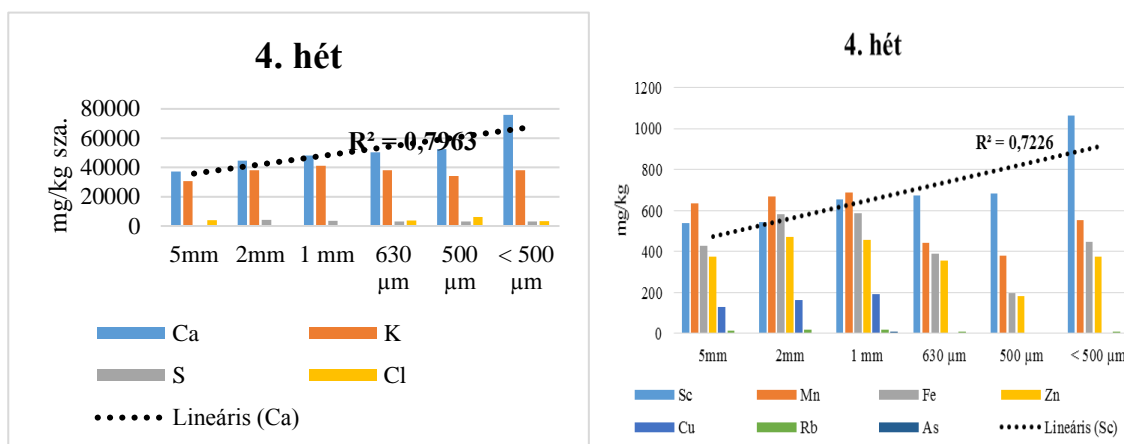 4. hét
mg/kg sza.
80000
60000
40000
20000
0
R² = 0,7963
5mm 2mm 1 mm 630 µm 500 µm < 500 µm
Ca K
S Cl
Lineáris (Ca)
4. hét
mg/kg
1200
1000
800
600
400
200
0
R² = 0,7226
5mm 2mm 1 mm 630 µm 500 µm < 500 µm
Sc Mn Fe Zn
Cu Rb As Lineáris (Sc)